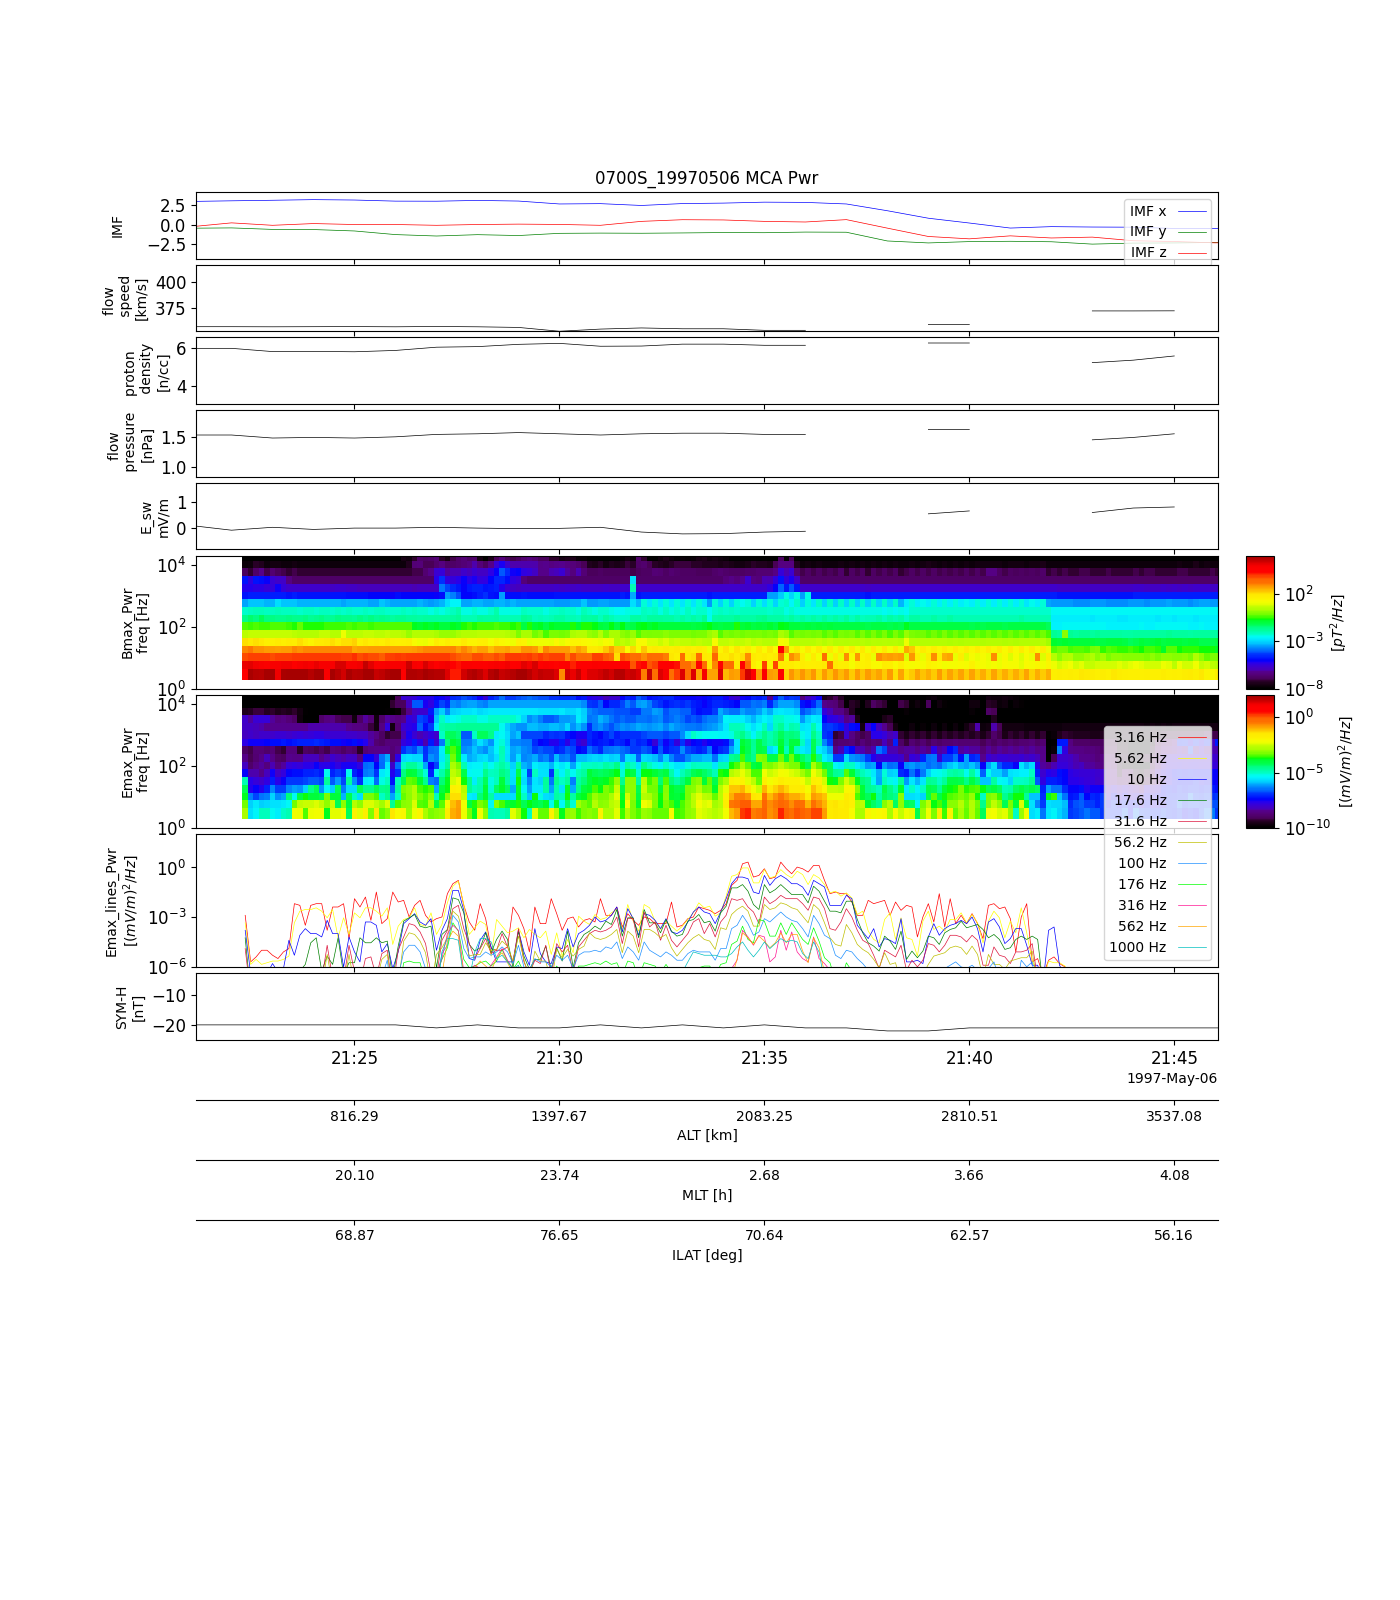 0700S_19970506 MCA Pwr
IMF
2.5
0.0
−2.5
IMF x
IMF y
IMF z
flow
speed
[km/s]
400
375
proton
density
[n/cc]
6
4
flow
pressure
[nPa]
1.5
1.0
E_sw
mV/m
1
0
Bmax_Pwr
freq [Hz]
10^4
10^2
10^0
10^2
10^−3
10^−8
[pT^2/Hz]
Emax_Pwr
freq [Hz]
10^4
10^2
10^0
10^0
10^−5
10^−10
[(mV/m)^2/Hz]
3.16 Hz
5.62 Hz
10 Hz
17.6 Hz
31.6 Hz
56.2 Hz
100 Hz
176 Hz
316 Hz
562 Hz
1000 Hz
Emax_lines_Pwr
[(mV/m)^2/Hz]
10^0
10^−3
10^−6
SYM-H
[nT]
−10
−20
21:25 21:30 21:35 21:40 21:45
1997-May-06
816.29 1397.67 2083.25 2810.51 3537.08
ALT [km]
20.10 23.74 2.68 3.66 4.08
MLT [h]
68.87 76.65 70.64 62.57 56.16
ILAT [deg]